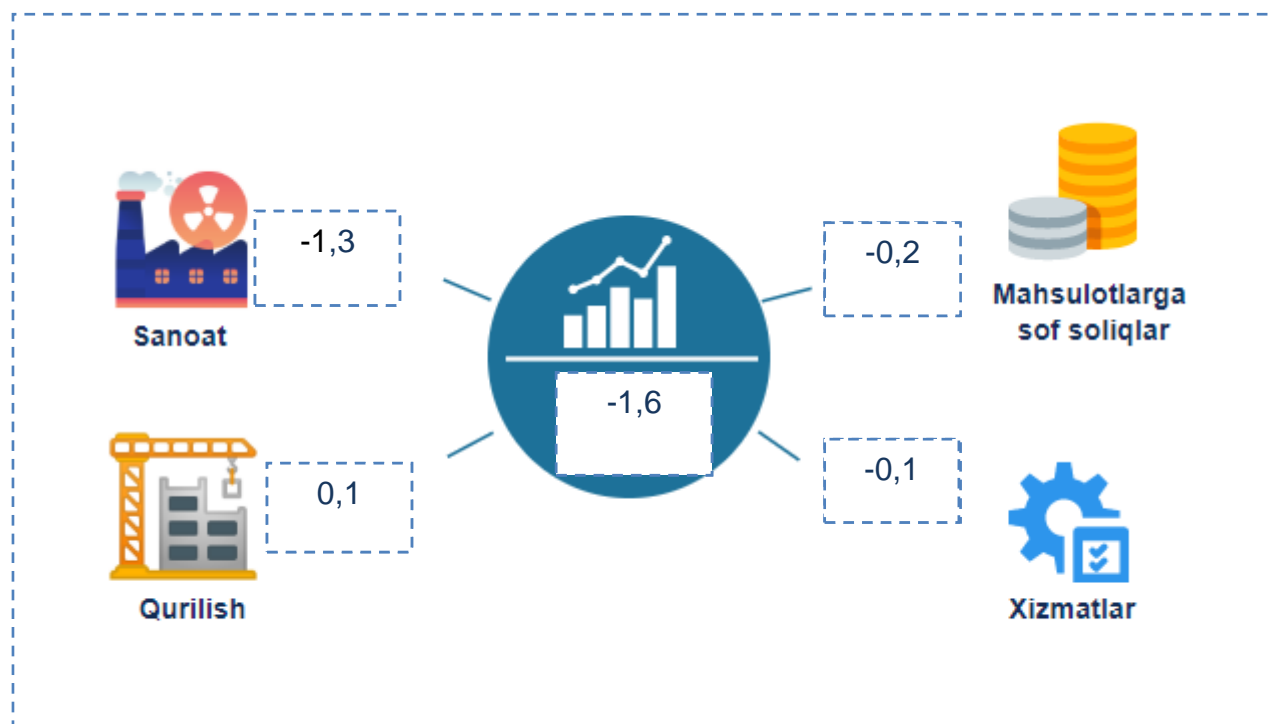 -1,3
Sanoat
-0,2
Mahsulotlarga
sof soliqlar
-1,6
0,1
Qurilish
-0,1
Xizmatlar